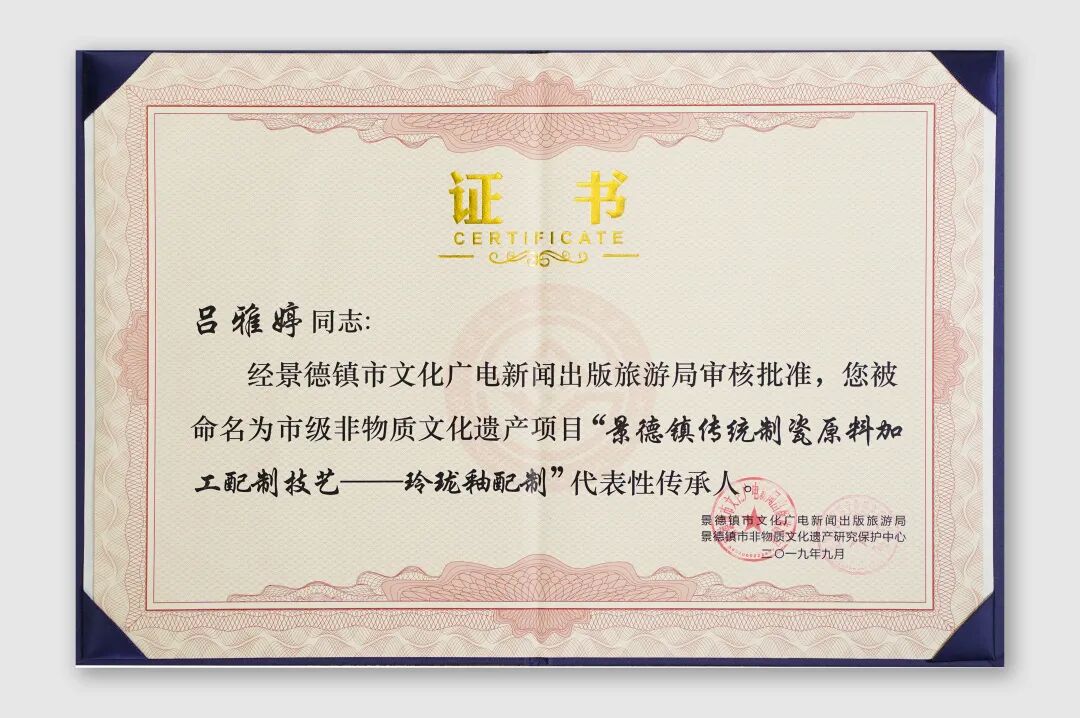 证 书
CERTIFICATE
吕雅婷同志:
经景德镇市文化广电新闻出版旅游局审核批准，您被
命名为市级非物质文化遗产项目“景德镇传统制瓷原料加
工配制技艺——玲珑釉配制”代表性传承人。
景德镇市文化广电新闻出版旅游局
景德镇市非物质文化遗产研究保护中心
二〇一九年九月